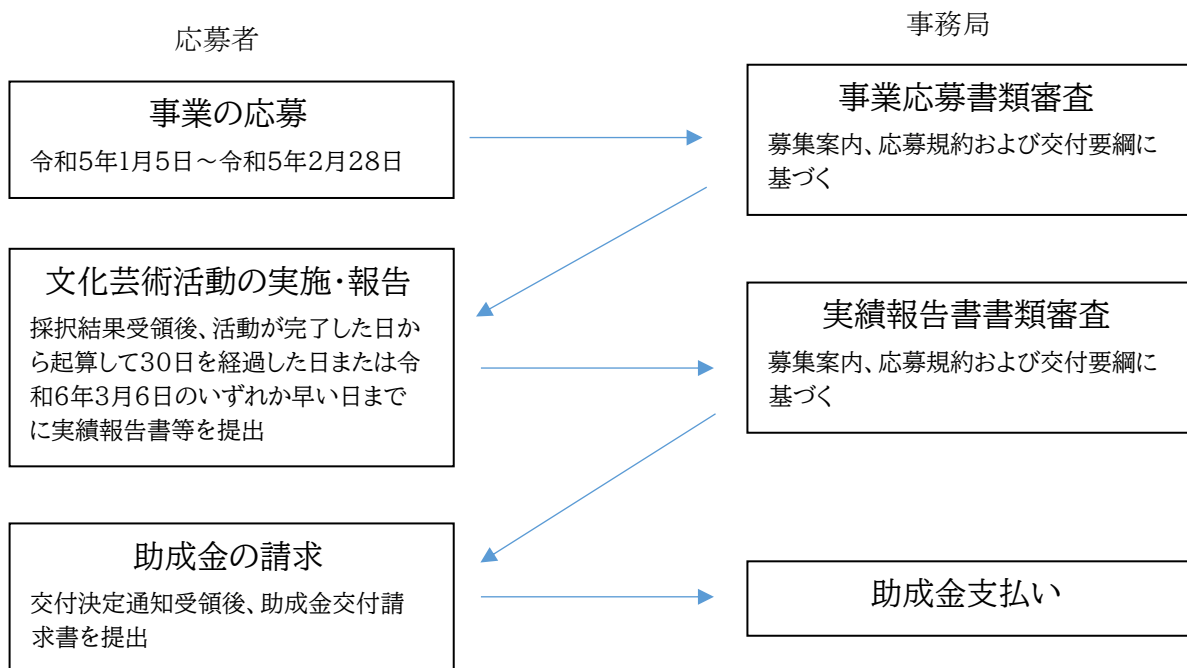 応募者
事務局
事業の応募
令和5年1月5日～令和5年2月28日
事業応募書類審査
募集案内、応募規約および交付要綱に
基づく
文化芸術活動の実施・報告
採択結果受領後、活動が完了した日か
ら起算して30日を経過した日または令
和6年3月6日のいずれか早い日まで
に実績報告書等を提出
実績報告書書類審査
募集案内、応募規約および交付要綱に
基づく
助成金の請求
交付決定通知受領後、助成金交付請
求書を提出
助成金支払い